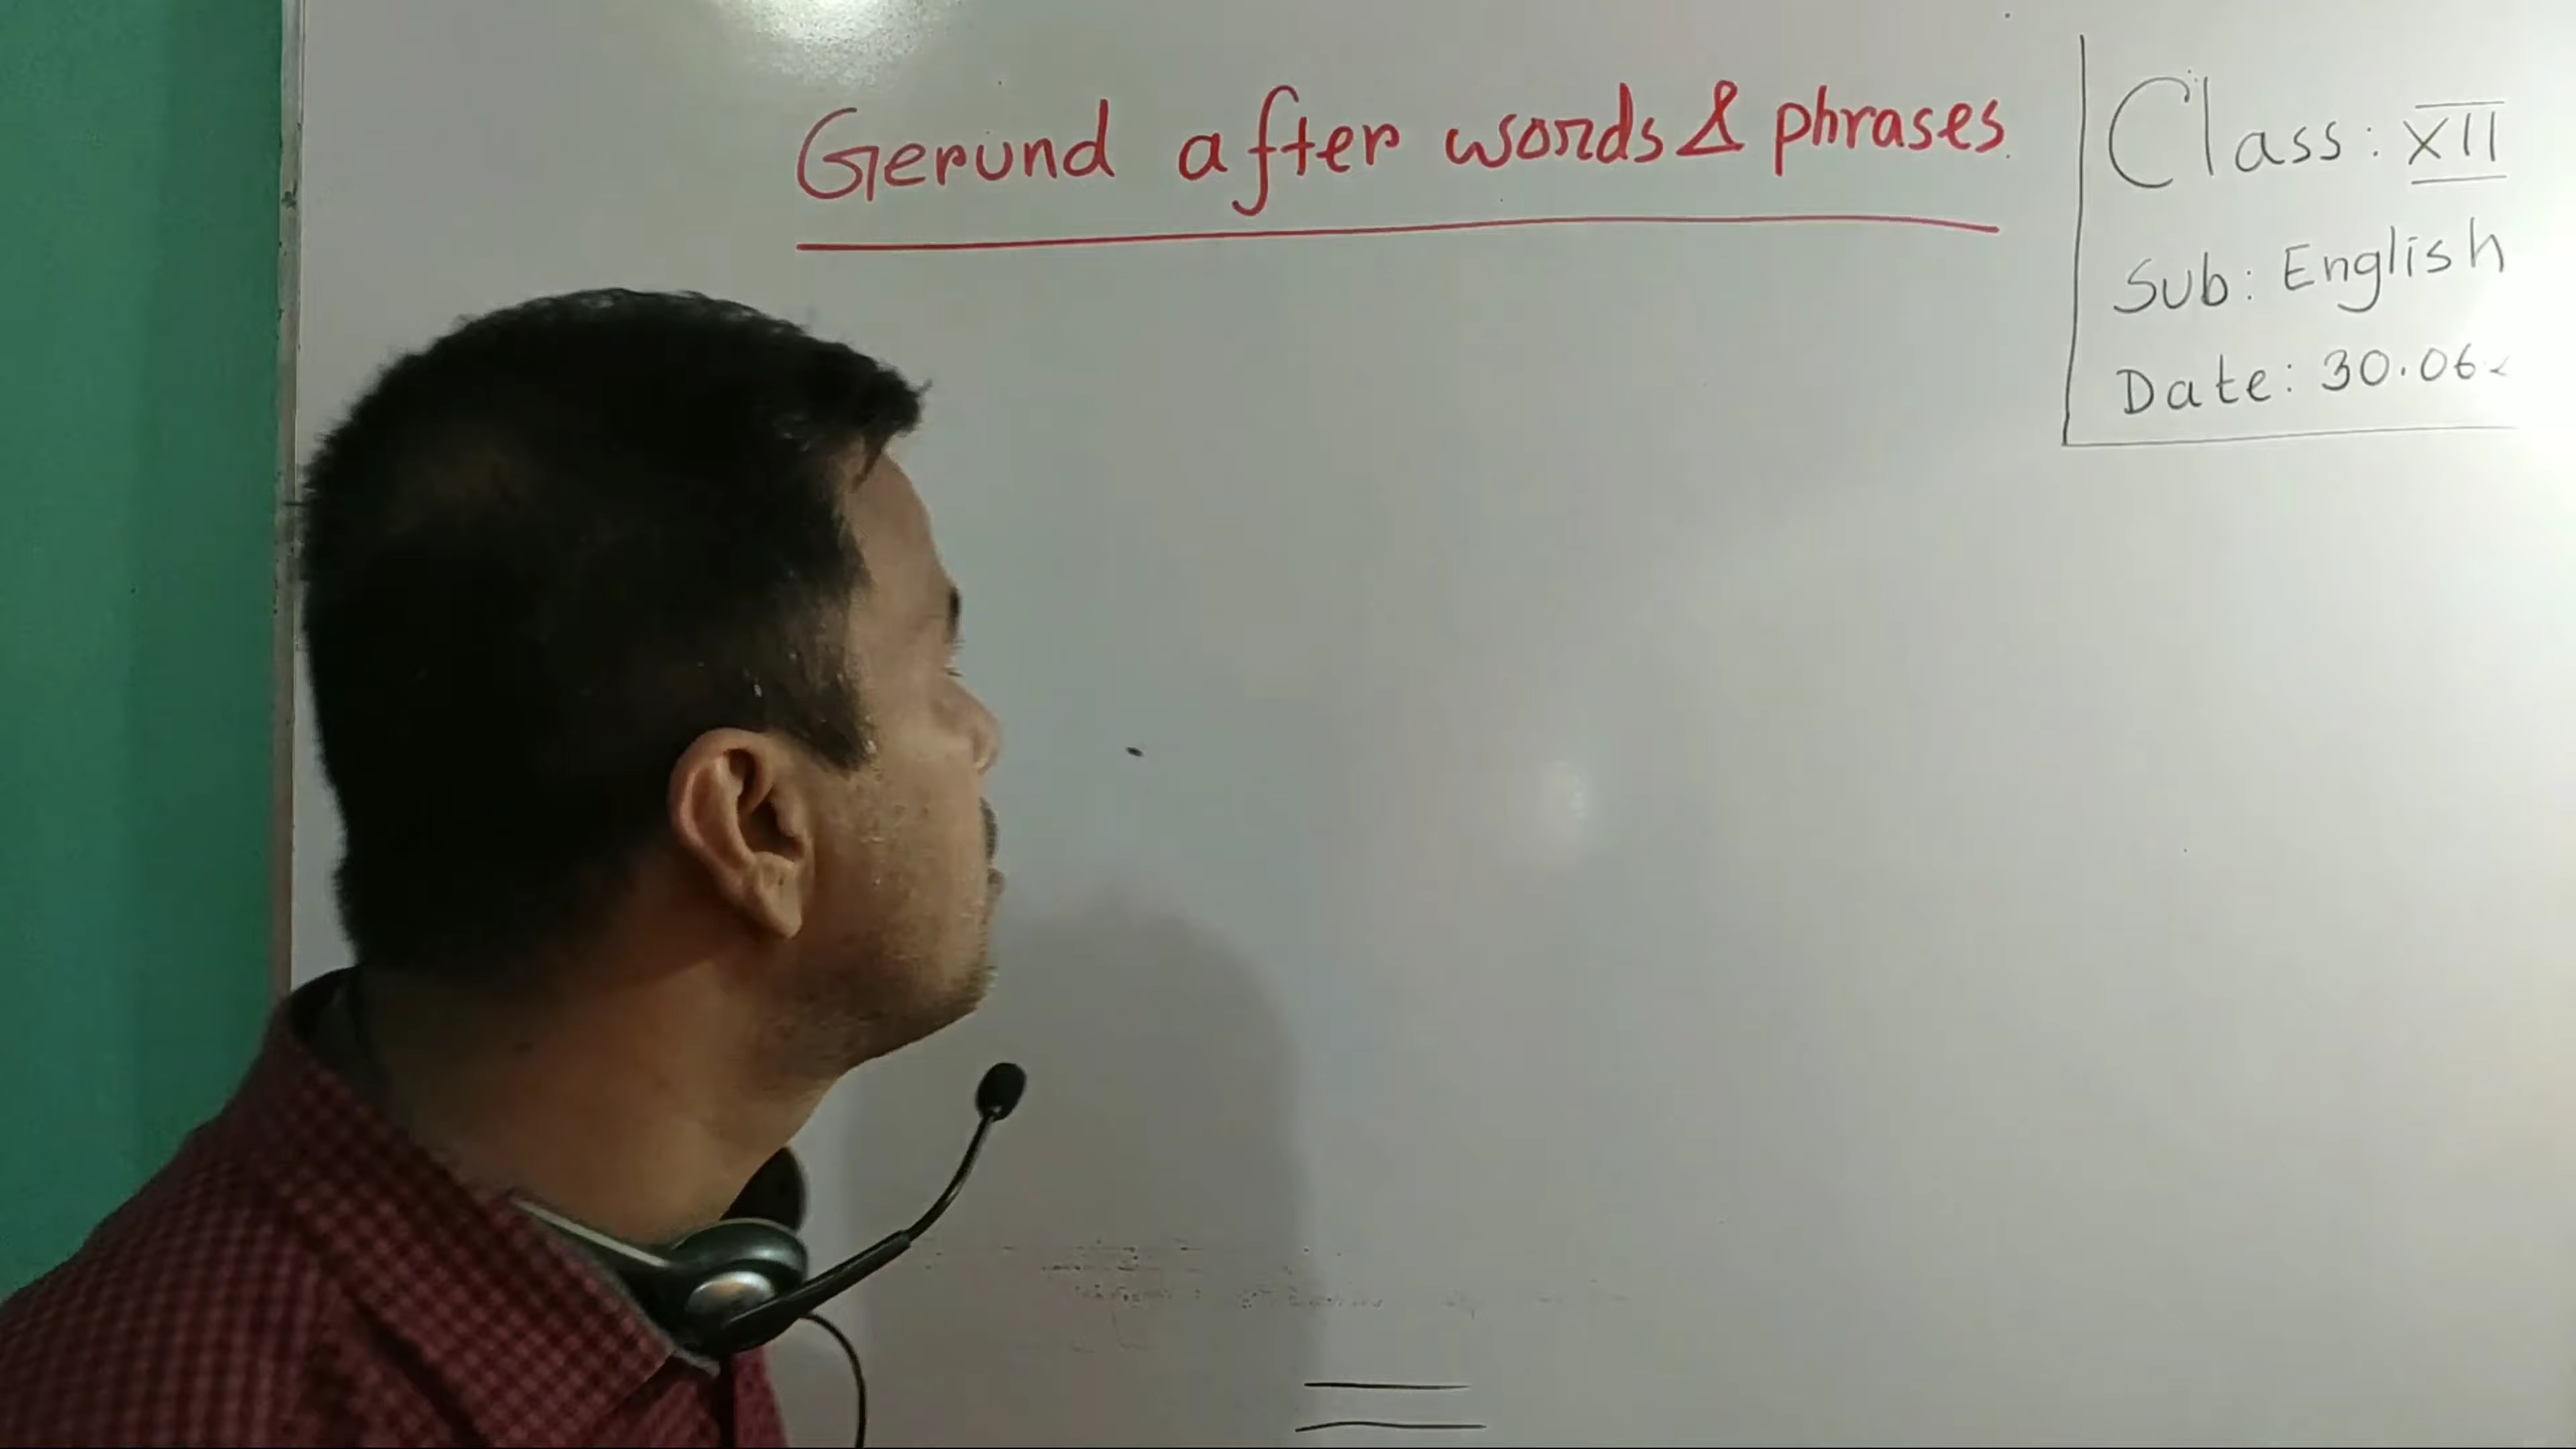 Gerund after words & phrases
Class: XII
Sub: English
Date: 30.06.